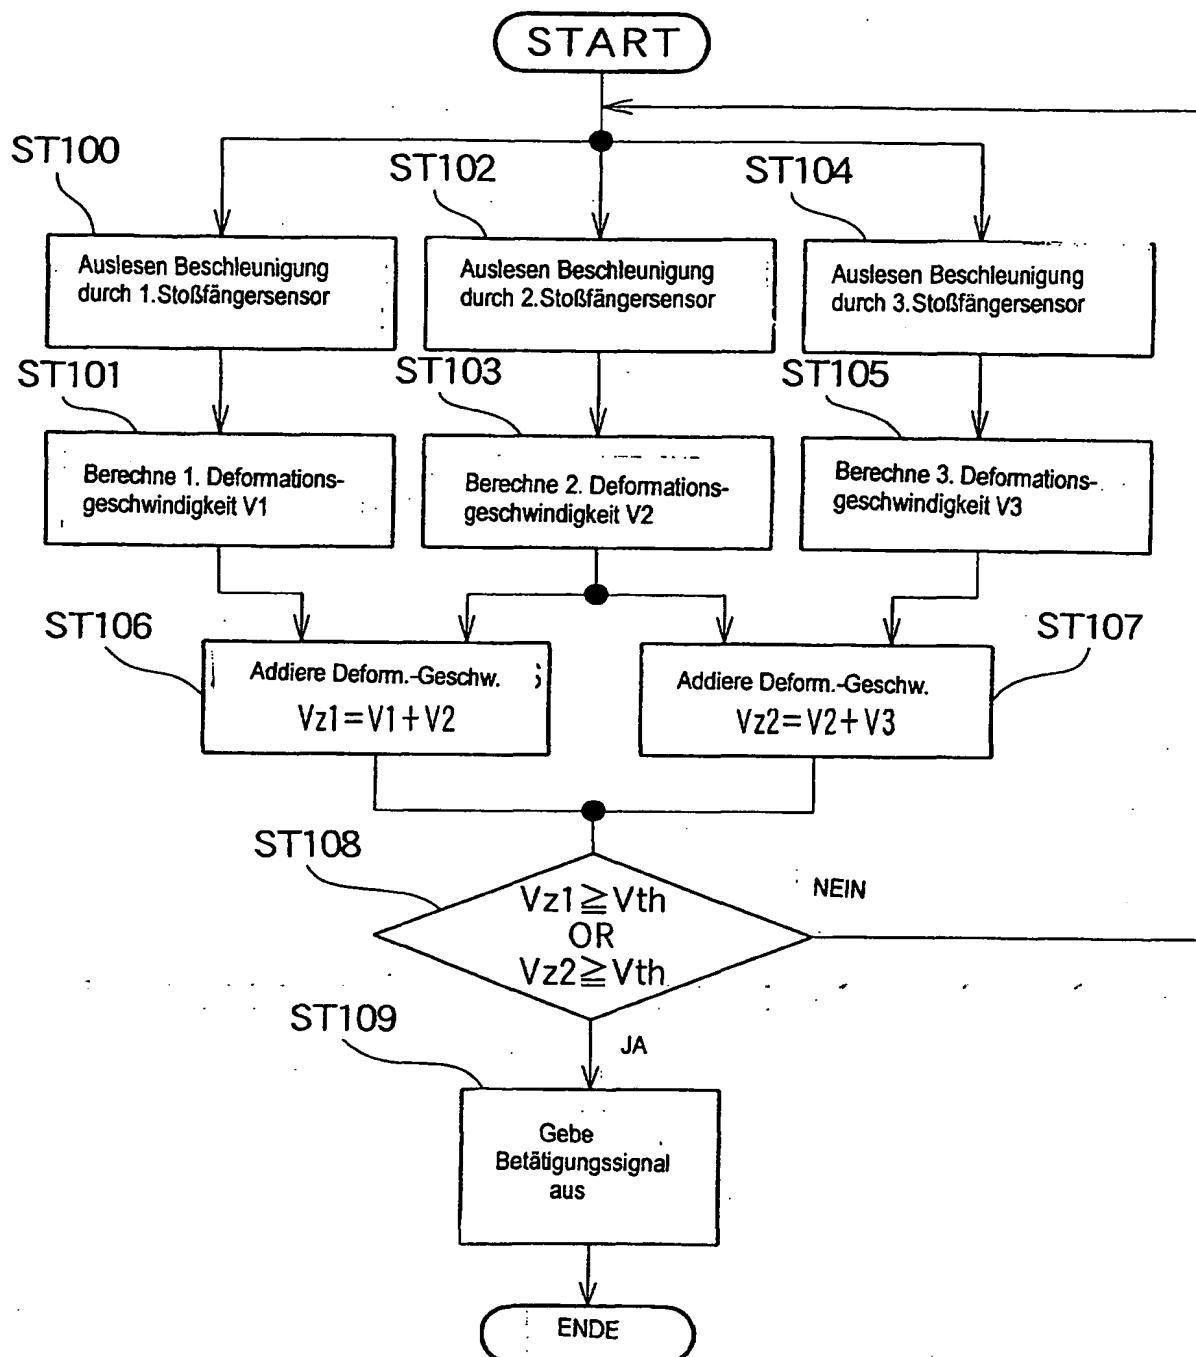 START
ST100
ST102
ST104
Auslesen Beschleunigung
durch 1.Stoßfängersensor
Auslesen Beschleunigung
durch 2.Stoßfängersensor
Auslesen Beschleunigung
durch 3.Stoßfängersensor
ST101
ST103
ST105
Berechne 1. Deformations-
geschwindigkeit V1
Berechne 2. Deformations-
geschwindigkeit V2
Berechne 3. Deformations-
geschwindigkeit V3
ST106
ST107
Addiere Deform.-Geschw.
Vz1=V1+V2
Addiere Deform.-Geschw.
Vz2=V2+V3
ST108
Vz1≧Vth
OR
Vz2≧Vth
NEIN
ST109
JA
Gebe
Betätigungssignal
aus
ENDE